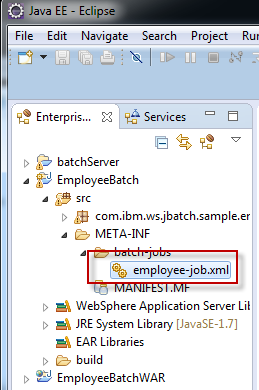 Java EE - Eclipse
File Edit Navigate Search Project Run
Enterpris... Services
batchServer
EmployeeBatch
src
com.ibm.ws.jbatch.sample.er
META-INF
batch-jobs
employee-job.xml
MANIFEST.MF
WebSphere Application Server Lib
JRE System Library [JavaSE-1.7]
EAR Libraries
build
EmployeeBatchWAR